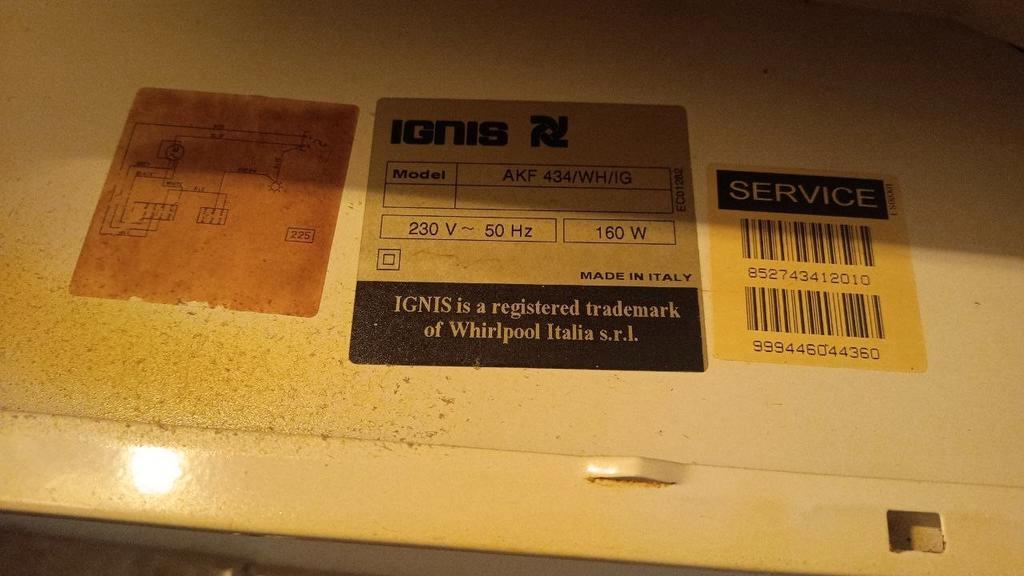 225
IGNIS
Model AKF 434/WH/IG
230 V ~ 50 Hz 160 W
MADE IN ITALY
IGNIS is a registered trademark
of Whirlpool Italia s.r.l.
SERVICE
852743412010
999446044360